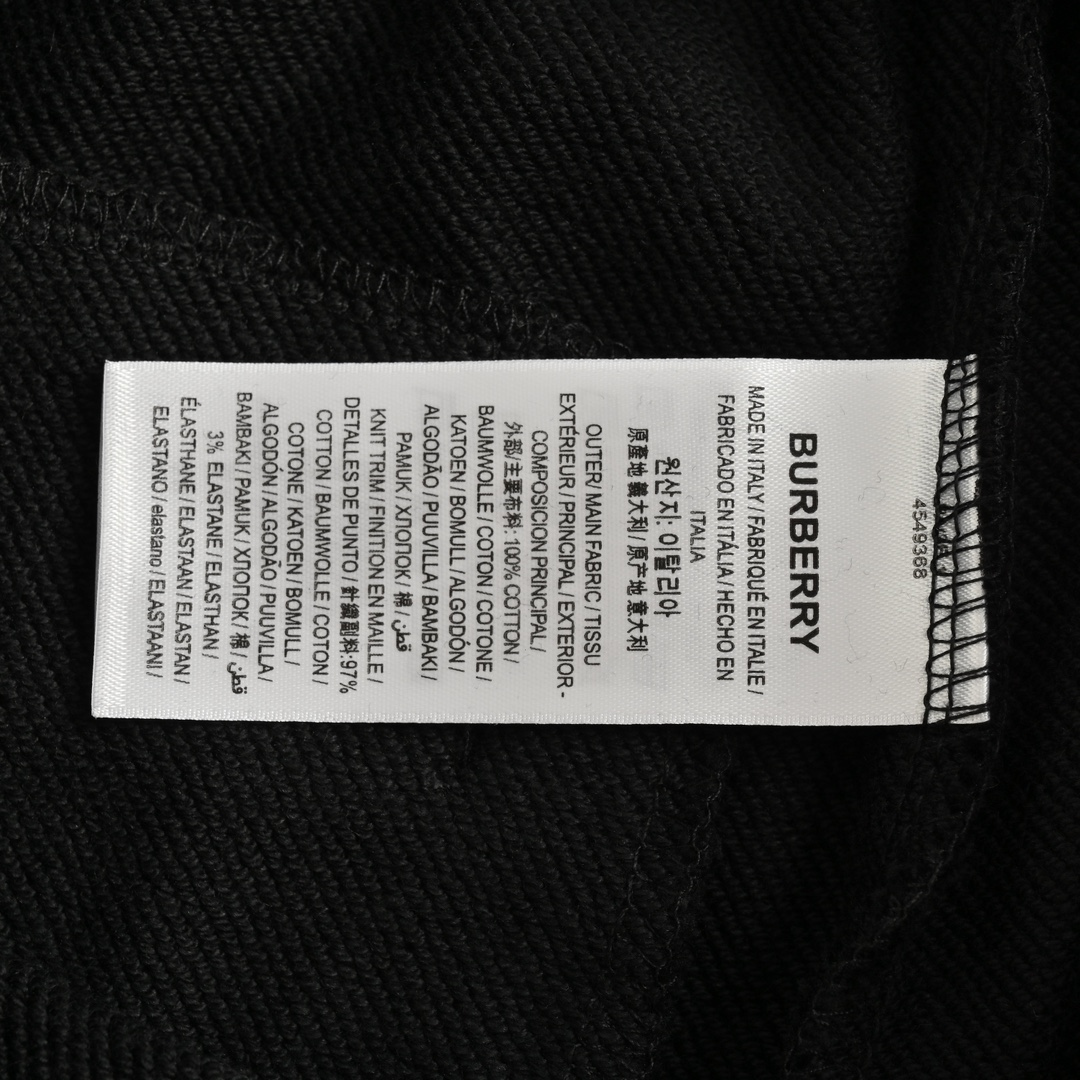 4549368
BURBERRY
MADE IN ITALY / FABRIQUÉ EN ITALIE /
FABRICADO EN ITÁLIA / HECHO EN
ITALIA
원산지: 이탈리아
原產地義大利 / 原产地意大利
OUTER/ MAIN FABRIC / TISSU
EXTÉRIEUR / PRINCIPAL / EXTERIOR -
COMPOSICION PRINCIPAL /
外部/主要布料: 100% COTTON /
BAUMWOLLE / COTON / COTONE /
KATOEN / BOMULL / ALGODÓN /
ALGODÃO / PUUVILLA / BAMBAKI /
PAMUK / ХЛОПОК / 棉 / قطن
KNIT TRIM / FINITION EN MAILLE /
DETALLES DE PUNTO / 針織副料: 97%
COTTON / BAUMWOLLE / COTON /
COTONE / KATOEN / BOMULL /
ALGODÓN / ALGODÃO / PUUVILLA /
BAMBAKI / PAMUK / ХЛОПОК / 棉 / قطن
3% ELASTANE / ELASTHAN /
ÉLASTHANE / ELASTAAN / ELASTAN /
ELASTANO / elastano / ELASTAANI /